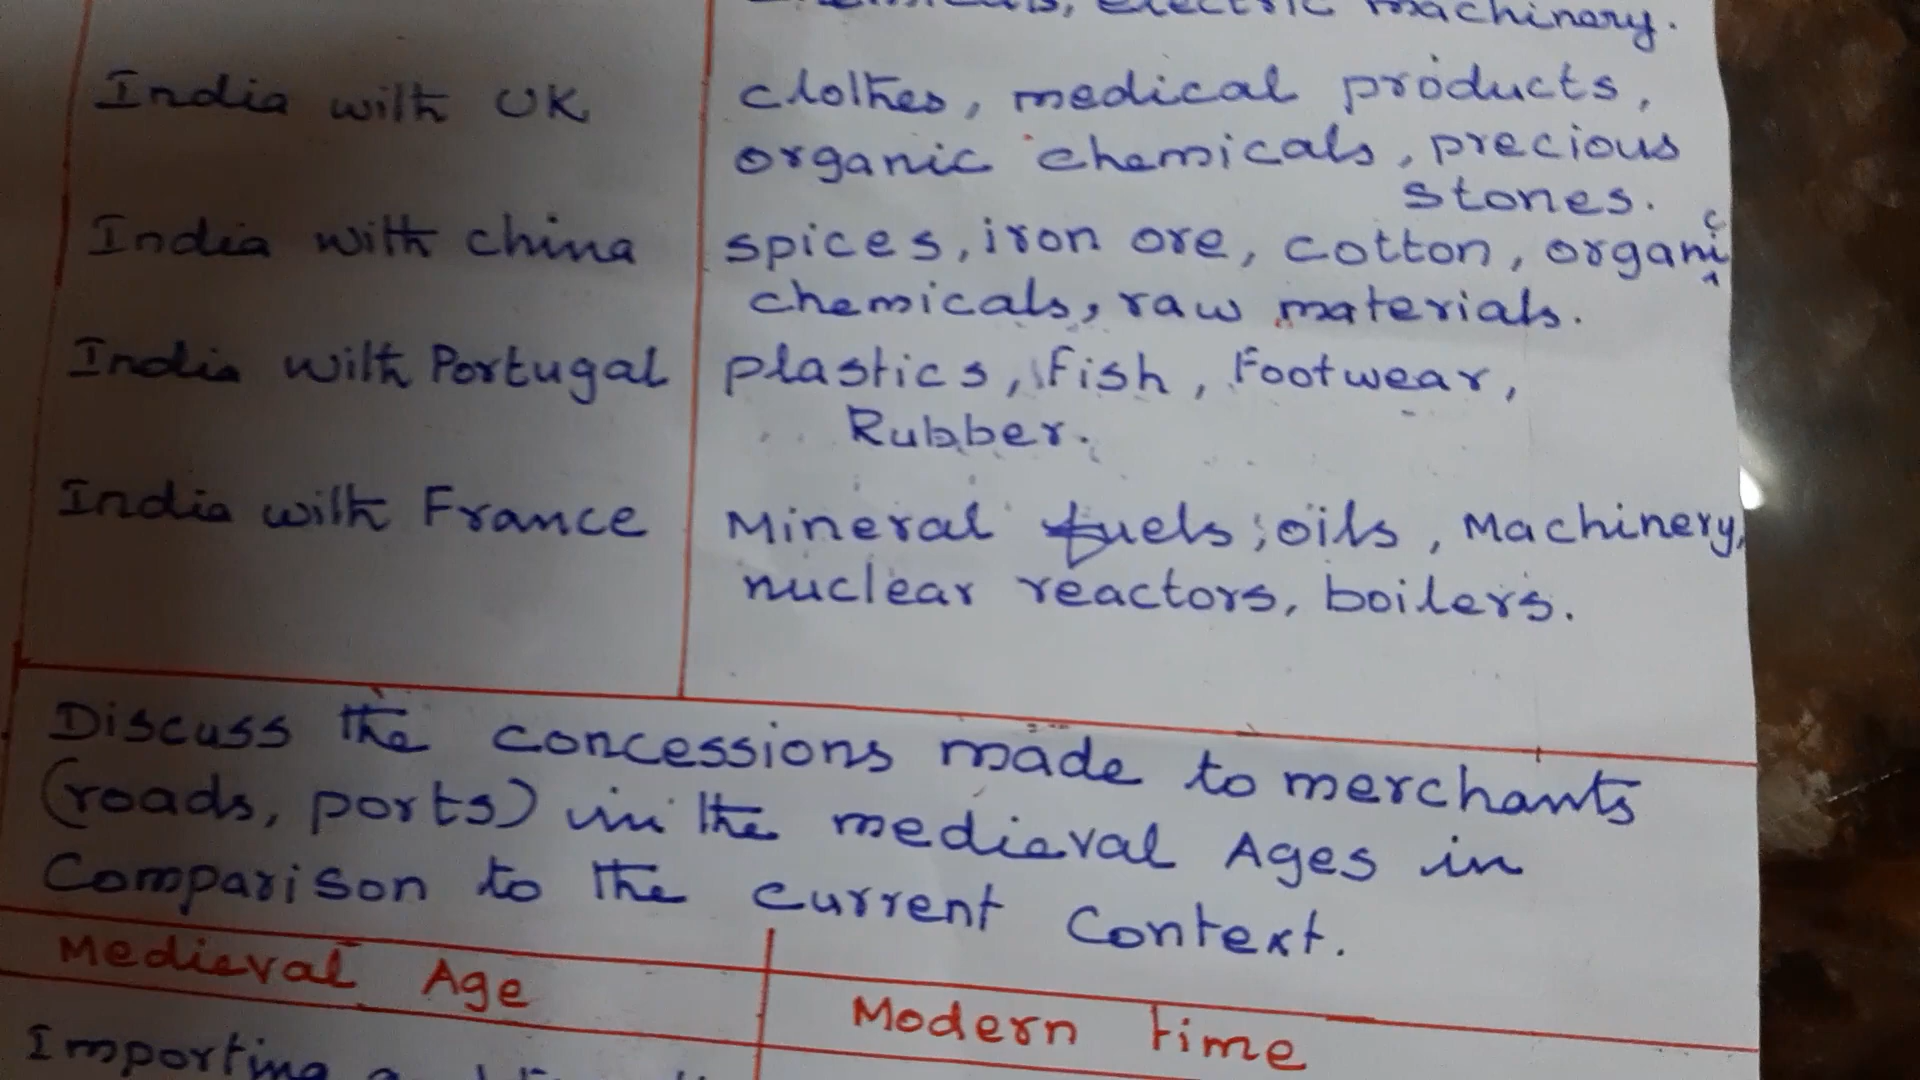 electric machinery.
India with UK
clothes, medical products,
organic chemicals, precious
stones.
India with china
spices, iron ore, cotton, organic
chemicals, raw materials.
India with Portugal
plastics, fish, Footwear,
Rubber.
India with France
Mineral fuels; oils, Machinery,
nuclear reactors, boilers.
Discuss the concessions made to merchants
(roads, ports) in the medieval Ages in
Comparison to the current Context.
Medieval Age
Modern time
Importing